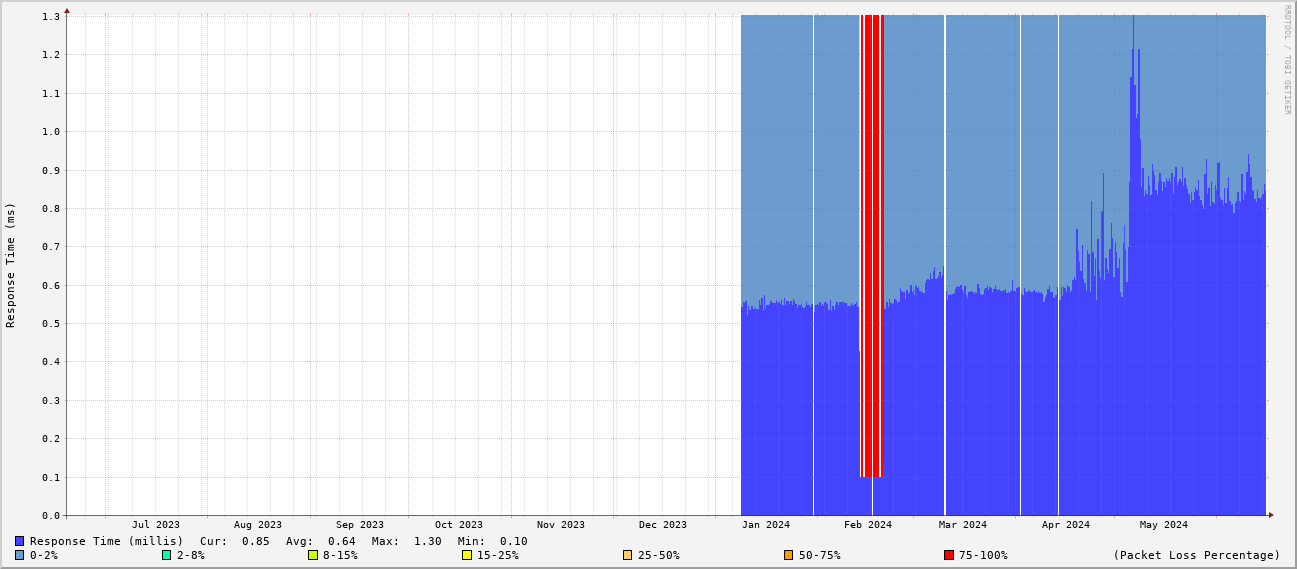 RRDTOOL / TOBI OETIKER
Response Time (ms)
1.3
1.2
1.1
1.0
0.9
0.8
0.7
0.6
0.5
0.4
0.3
0.2
0.1
0.0
Jul 2023 Aug 2023 Sep 2023 Oct 2023 Nov 2023 Dec 2023 Jan 2024 Feb 2024 Mar 2024 Apr 2024 May 2024
Response Time (millis) Cur: 0.85 Avg: 0.64 Max: 1.30 Min: 0.10
0-2% 2-8% 8-15% 15-25% 25-50% 50-75% 75-100% (Packet Loss Percentage)